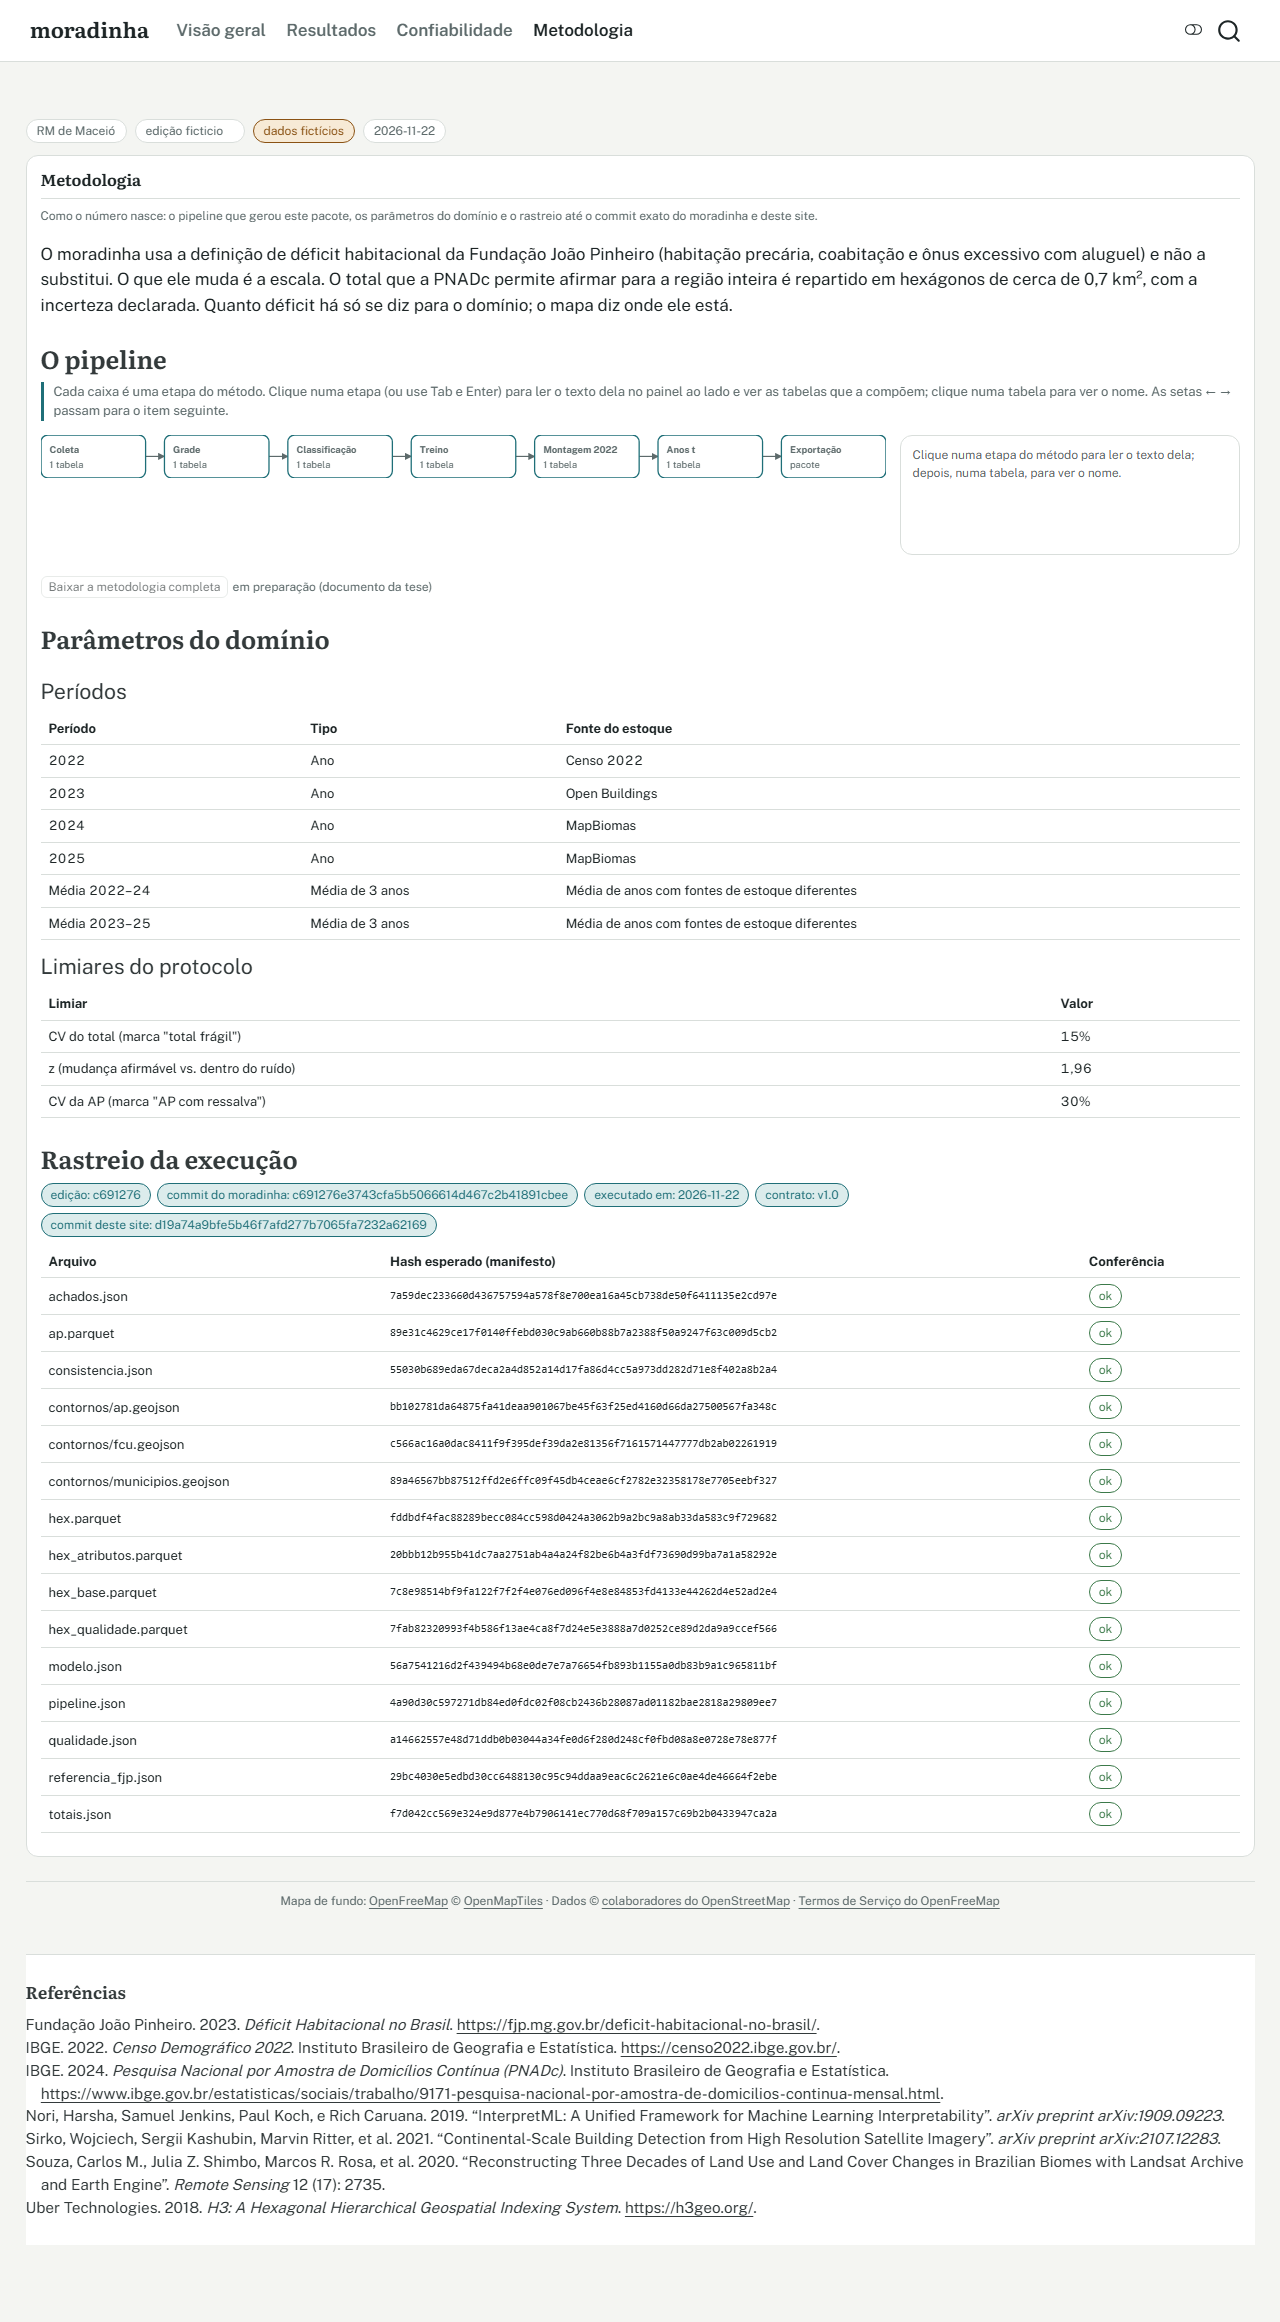 moradinha Visão geral Resultados Confiabilidade Metodologia
RM de Maceió edição ficticio dados fictícios 2026-11-22
Metodologia
Como o número nasce: o pipeline que gerou este pacote, os parâmetros do domínio e o rastreio até o commit exato do moradinha e deste site.
O moradinha usa a definição de déficit habitacional da Fundação João Pinheiro (habitação precária, coabitação e ônus excessivo com aluguel) e não a
substitui. O que ele muda é a escala. O total que a PNADc permite afirmar para a região inteira é repartido em hexágonos de cerca de 0,7 km², com a
incerteza declarada. Quanto déficit há só se diz para o domínio; o mapa diz onde ele está.
O pipeline
Cada caixa é uma etapa do método. Clique numa etapa (ou use Tab e Enter) para ler o texto dela no painel ao lado e ver as tabelas que a compõem; clique numa tabela para ver o nome. As setas ← →
passam para o item seguinte.
Coleta Grade Classificação Treino Montagem 2022 Anos t Exportação
1 tabela 1 tabela 1 tabela 1 tabela 1 tabela 1 tabela pacote
Clique numa etapa do método para ler o texto dela;
depois, numa tabela, para ver o nome.
Baixar a metodologia completa em preparação (documento da tese)
Parâmetros do domínio
Períodos
Período Tipo Fonte do estoque
2022 Ano Censo 2022
2023 Ano Open Buildings
2024 Ano MapBiomas
2025 Ano MapBiomas
Média 2022–24 Média de 3 anos Média de anos com fontes de estoque diferentes
Média 2023–25 Média de 3 anos Média de anos com fontes de estoque diferentes
Limiares do protocolo
Limiar Valor
CV do total (marca "total frágil") 15%
z (mudança afirmável vs. dentro do ruído) 1,96
CV da AP (marca "AP com ressalva") 30%
Rastreio da execução
edição: c691276 commit do moradinha: c691276e3743cfa5b5066614d467c2b41891cbee executado em: 2026-11-22 contrato: v1.0
commit deste site: d19a74a9bfe5b46f7afd277b7065fa7232a62169
Arquivo Hash esperado (manifesto) Conferência
achados.json 7a59dec233660d436757594a578f8e700ea16a45cb738de50f6411135e2cd97e ok
ap.parquet 89e31c4629ce17f0140ffebd030c9ab660b88b7a2388f50a9247f63c009d5cb2 ok
consistencia.json 55030b689eda67deca2a4d852a14d17fa86d4cc5a973dd282d71e8f402a8b2a4 ok
contornos/ap.geojson bb102781da64875fa41deaa901067be45f63f25ed4160d66da27500567fa348c ok
contornos/fcu.geojson c566ac16a0dac8411f9f395def39da2e81356f7161571447777db2ab02261919 ok
contornos/municipios.geojson 89a46567bb87512ffd2e6ffc09f45db4ceae6cf2782e32358178e7705eebf327 ok
hex.parquet fddbdf4fac88289becc084cc598d0424a3062b9a2bc9a8ab33da583c9f729682 ok
hex_atributos.parquet 20bbb12b955b41dc7aa2751ab4a4a24f82be6b4a3fdf73690d99ba7a1a58292e ok
hex_base.parquet 7c8e98514bf9fa122f7f2f4e076ed096f4e8e84853fd4133e44262d4e52ad2e4 ok
hex_qualidade.parquet 7fab82320993f4b586f13ae4ca8f7d24e5e3888a7d0252ce89d2da9a9ccef566 ok
modelo.json 56a7541216d2f439494b68e0de7e7a76654fb893b1155a0db83b9a1c965811bf ok
pipeline.json 4a90d30c597271db84ed0fdc02f08cb2436b28087ad01182bae2818a29809ee7 ok
qualidade.json a14662557e48d71ddb0b03044a34fe0d6f280d248cf0fbd08a8e0728e78e877f ok
referencia_fjp.json 29bc4030e5edbd30cc6488130c95c94ddaa9eac6c2621e6c0ae4de46664f2ebe ok
totais.json f7d042cc569e324e9d877e4b7906141ec770d68f709a157c69b2b0433947ca2a ok
Mapa de fundo: OpenFreeMap © OpenMapTiles · Dados © colaboradores do OpenStreetMap · Termos de Serviço do OpenFreeMap
Referências
Fundação João Pinheiro. 2023. Déficit Habitacional no Brasil. https://fjp.mg.gov.br/deficit-habitacional-no-brasil/.
IBGE. 2022. Censo Demográfico 2022. Instituto Brasileiro de Geografia e Estatística. https://censo2022.ibge.gov.br/.
IBGE. 2024. Pesquisa Nacional por Amostra de Domicílios Contínua (PNADc). Instituto Brasileiro de Geografia e Estatística.
https://www.ibge.gov.br/estatisticas/sociais/trabalho/9171-pesquisa-nacional-por-amostra-de-domicilios-continua-mensal.html.
Nori, Harsha, Samuel Jenkins, Paul Koch, e Rich Caruana. 2019. “InterpretML: A Unified Framework for Machine Learning Interpretability”. arXiv preprint arXiv:1909.09223.
Sirko, Wojciech, Sergii Kashubin, Marvin Ritter, et al. 2021. “Continental-Scale Building Detection from High Resolution Satellite Imagery”. arXiv preprint arXiv:2107.12283.
Souza, Carlos M., Julia Z. Shimbo, Marcos R. Rosa, et al. 2020. “Reconstructing Three Decades of Land Use and Land Cover Changes in Brazilian Biomes with Landsat Archive
and Earth Engine”. Remote Sensing 12 (17): 2735.
Uber Technologies. 2018. H3: A Hexagonal Hierarchical Geospatial Indexing System. https://h3geo.org/.